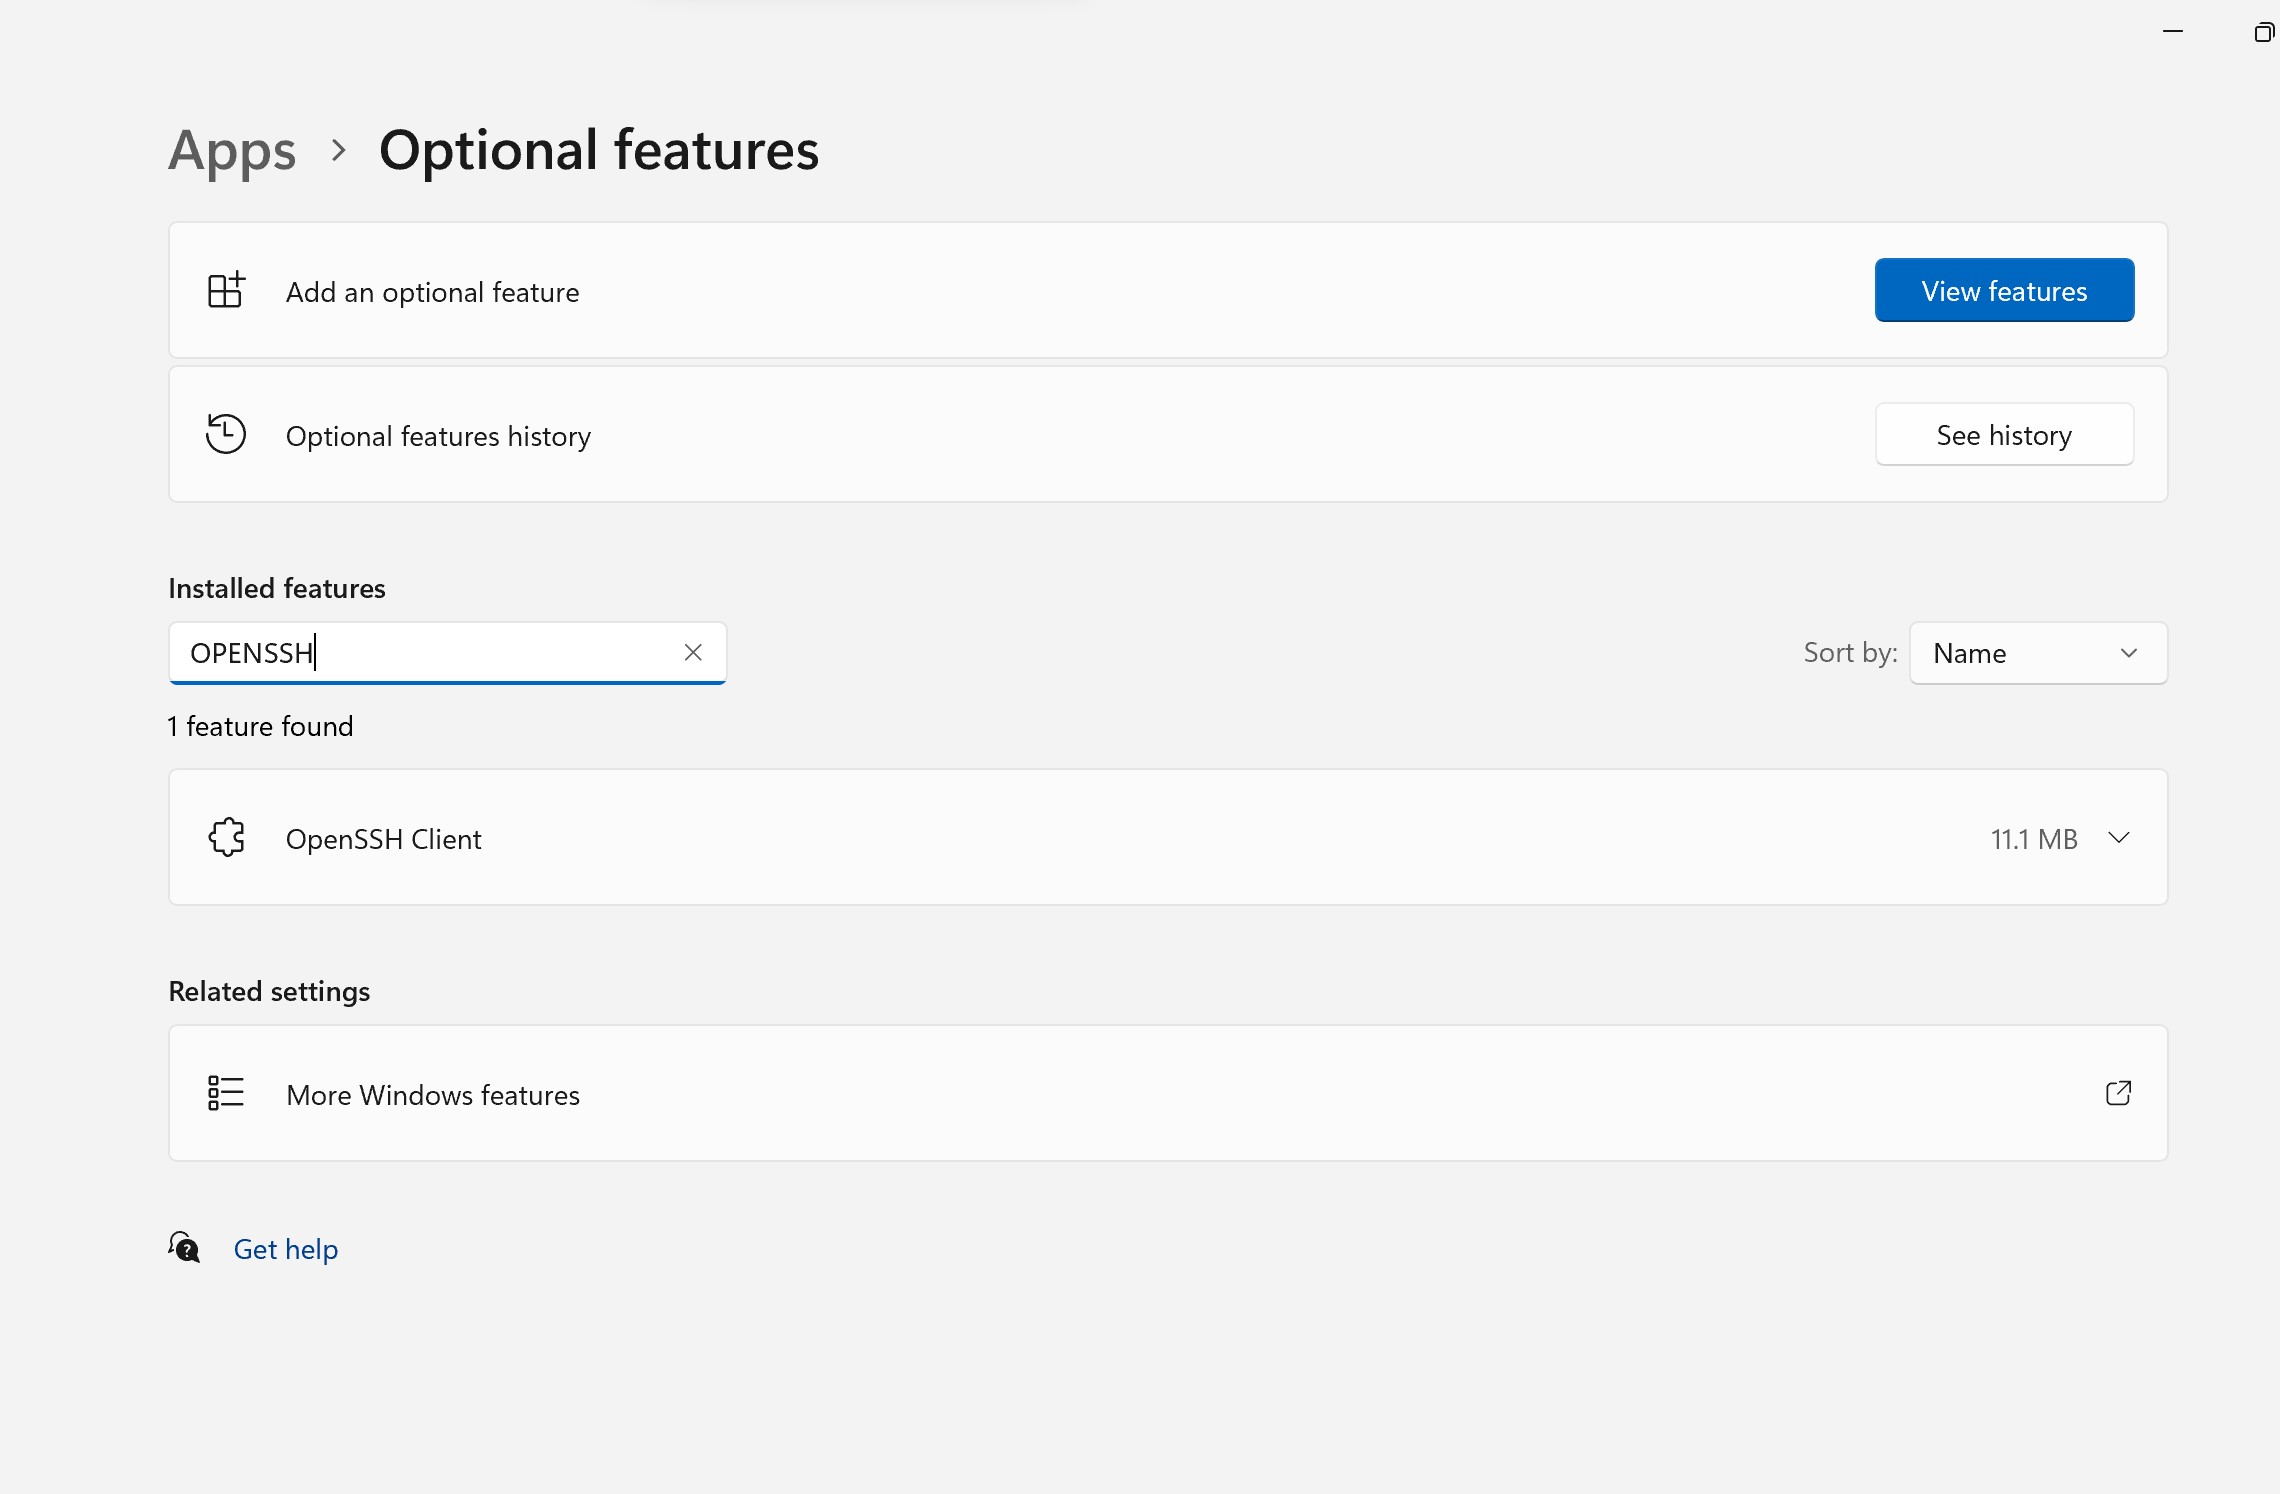 Apps > Optional features
Add an optional feature
View features
Optional features history
See history
Installed features
OPENSSH
Sort by:
Name
1 feature found
OpenSSH Client
11.1 MB
Related settings
More Windows features
Get help